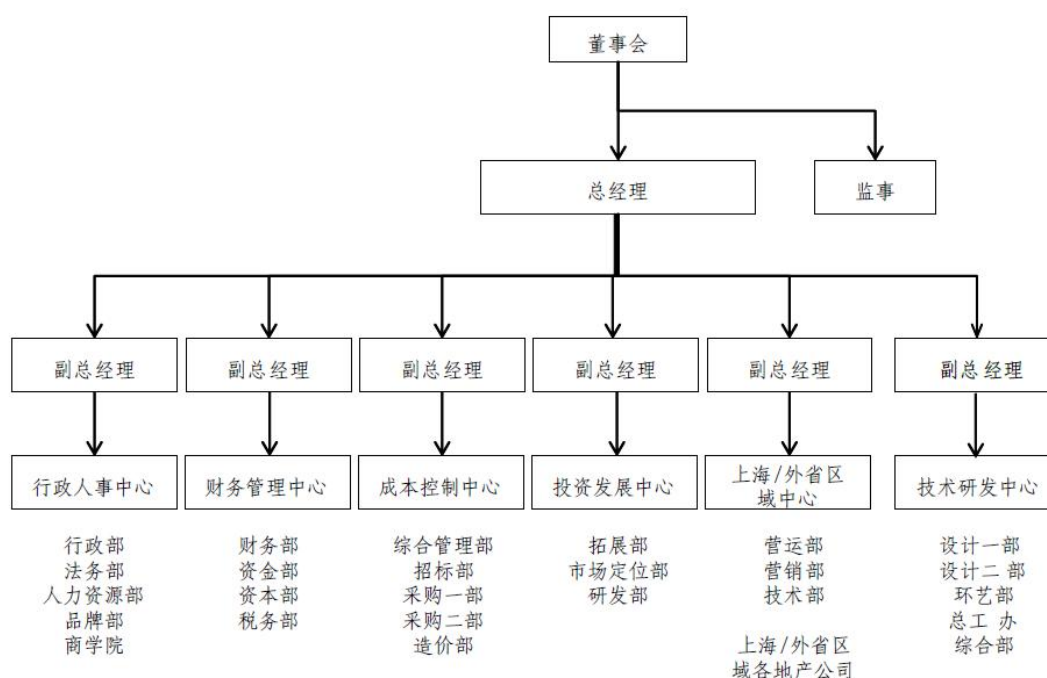 董事会
总经理
监事
副总经理
副总经理
副总经理
副总经理
副总经理
副总经理
行政人事中心
财务管理中心
成本控制中心
投资发展中心
上海/外省区
域中心
技术研发中心
行政部
法务部
人力资源部
品牌部
商学院
财务部
资金部
资本部
税务部
综合管理部
招标部
采购一部
采购二部
造价部
拓展部
市场定位部
研发部
营运部
营销部
技术部
上海/外省区
域各地产公司
设计一部
设计二 部
环艺部
总工 办
综合部